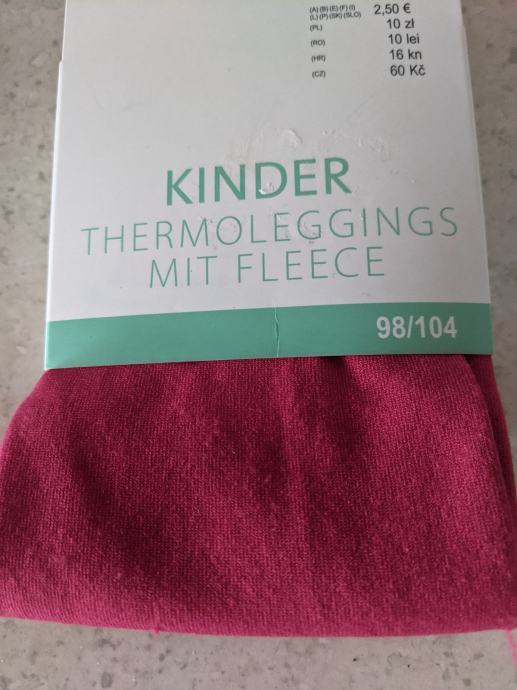 (A) (B) (E) (F) (I)
(L) (P) (SK) (SLO) 2,50 €
(PL) 10 zł
(RO) 10 lei
(HR) 16 kn
(CZ) 60 Kč
KINDER
THERMOLEGGINGS
MIT FLEECE
98/104